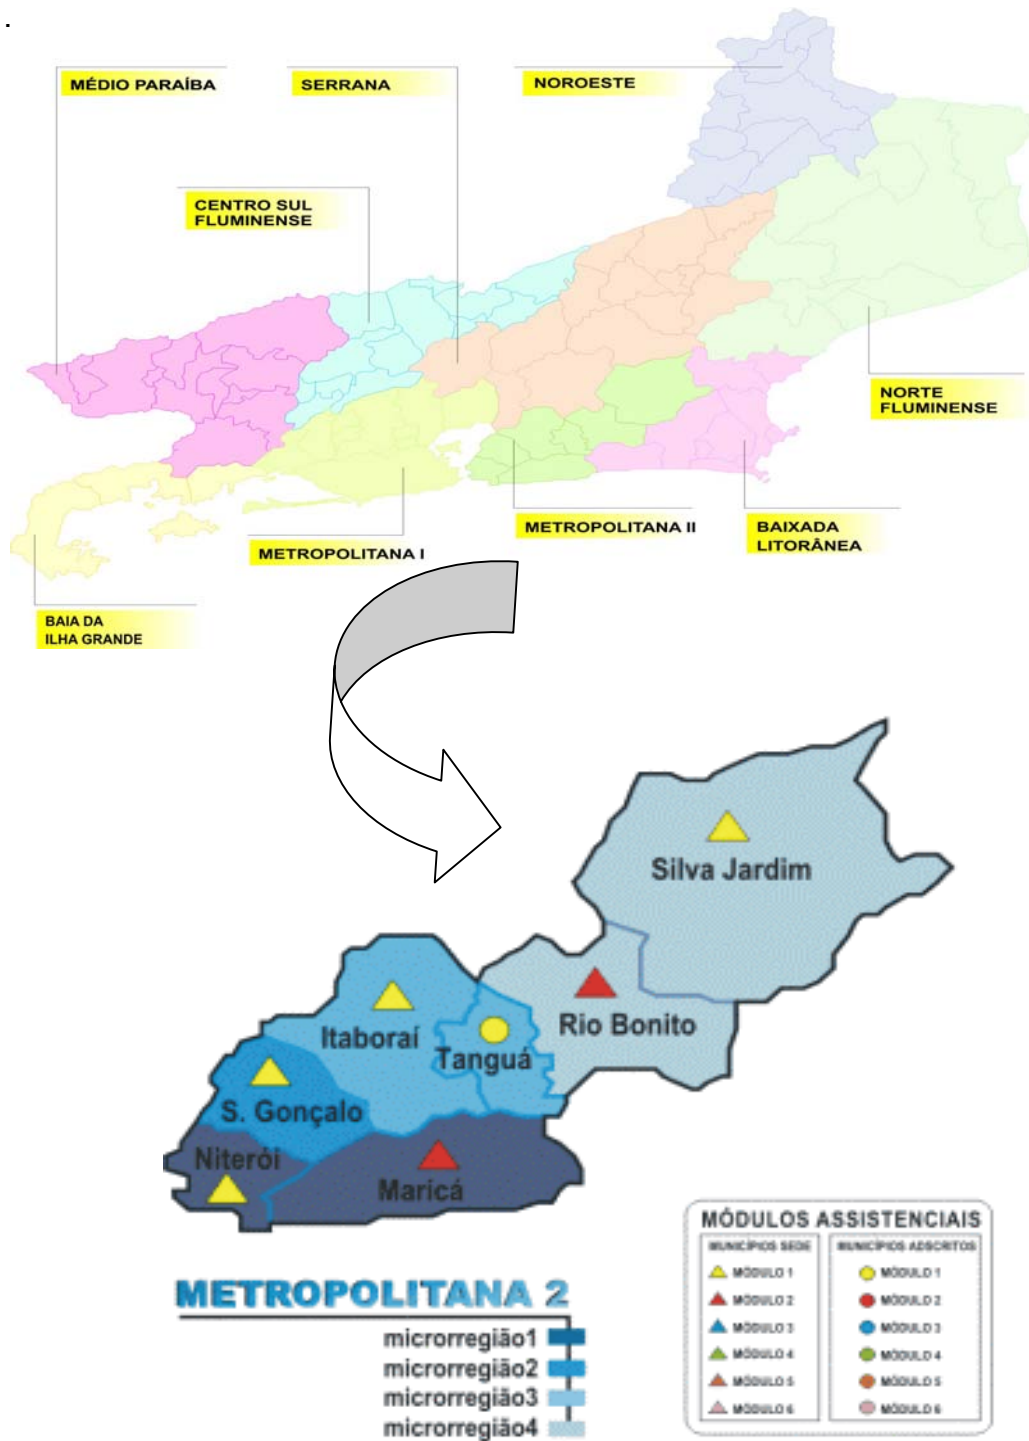 .
MÉDIO PARAÍBA
SERRANA
NOROESTE
CENTRO SUL
FLUMINENSE
NORTE
FLUMINENSE
METROPOLITANA I
METROPOLITANA II
BAIXADA
LITORÂNEA
BAIA DA
ILHA GRANDE
Silva Jardim
Rio Bonito
Itaboraí
Tanguá
S. Gonçalo
Niterói
Maricá
METROPOLITANA 2
microrregião1
microrregião2
microrregião3
microrregião4
MÓDULOS ASSISTENCIAIS
MUNICÍPIOS SEDE
MÓDULO 1
MÓDULO 2
MÓDULO 3
MÓDULO 4
MÓDULO 5
MÓDULO 6
MUNICÍPIOS ADSCRITOS
MÓDULO 1
MÓDULO 2
MÓDULO 3
MÓDULO 4
MÓDULO 5
MÓDULO 6